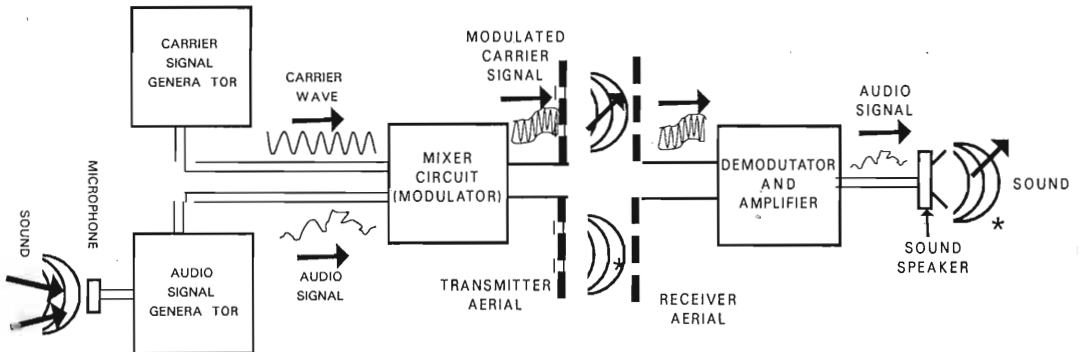 CARRIER
SIGNAL
GENERA TOR
CARRIER
WAVE
MODULATED
CARRIER
SIGNAL
AUDIO
SIGNAL
MIXER
CIRCUIT
(MODULATOR)
DEMODUTATOR
AND
AMPLIFIER
SOUND
SOUND
MICROPHONE
AUDIO
SIGNAL
GENERA TOR
AUDIO
SIGNAL
TRANSMITTER
AERIAL
RECEIVER
AERIAL
SOUND
SPEAKER